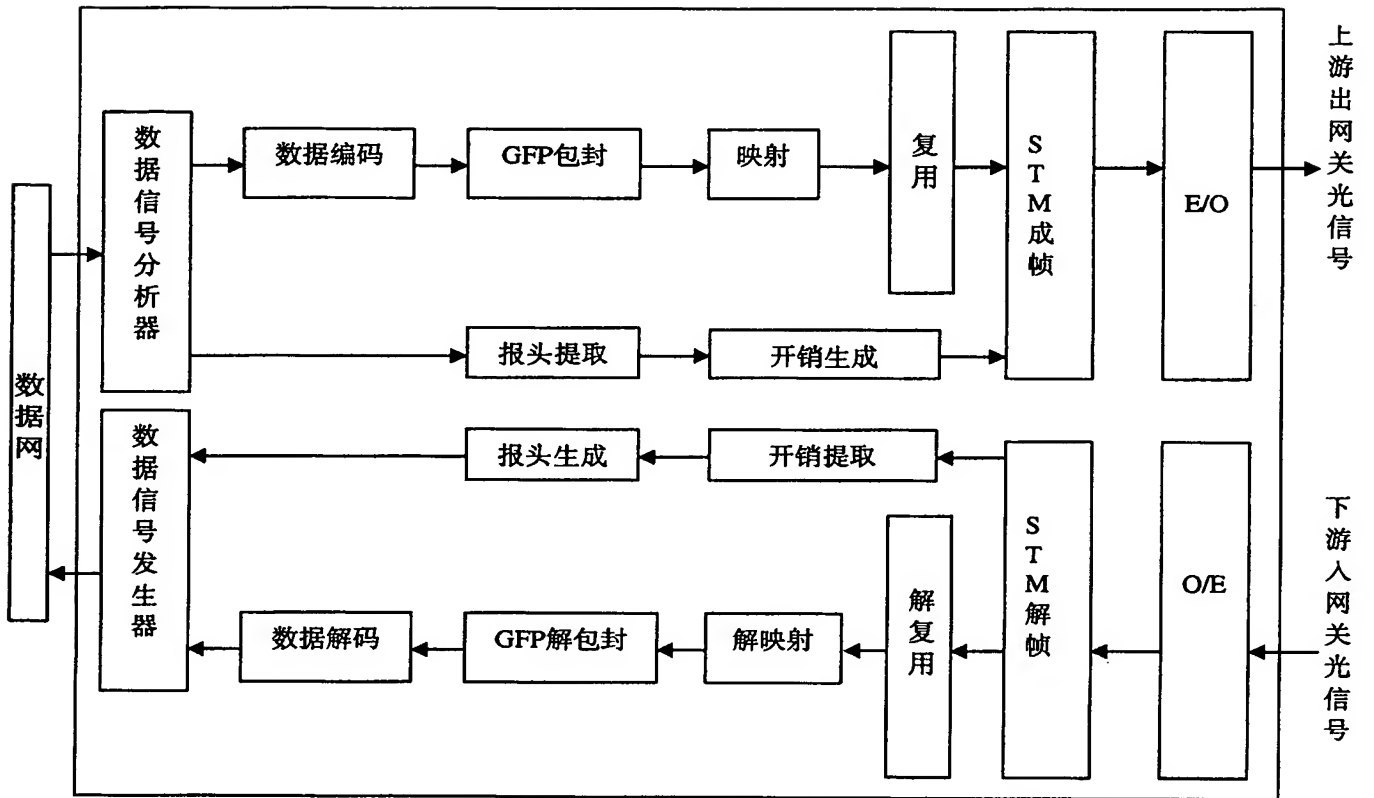 数据网
数据信号分析器
数据编码
GFP包封
映射
复用
STM成帧
E/O
上游出网关光信号
报头提取
开销生成
数据信号发生器
报头生成
开销提取
STM解帧
O/E
下游入网关光信号
数据解码
GFP解包封
解映射
解复用